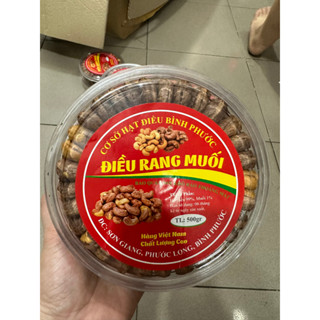 CƠ SỞ HẠT ĐIỀU BÌNH PHƯỚC
ĐIỀU RANG MUỐI
TL: 500gr
Hàng Việt Nam
Chất Lượng Cao
ĐC: SƠN GIANG, PHƯỚC LONG, BÌNH PHƯỚC